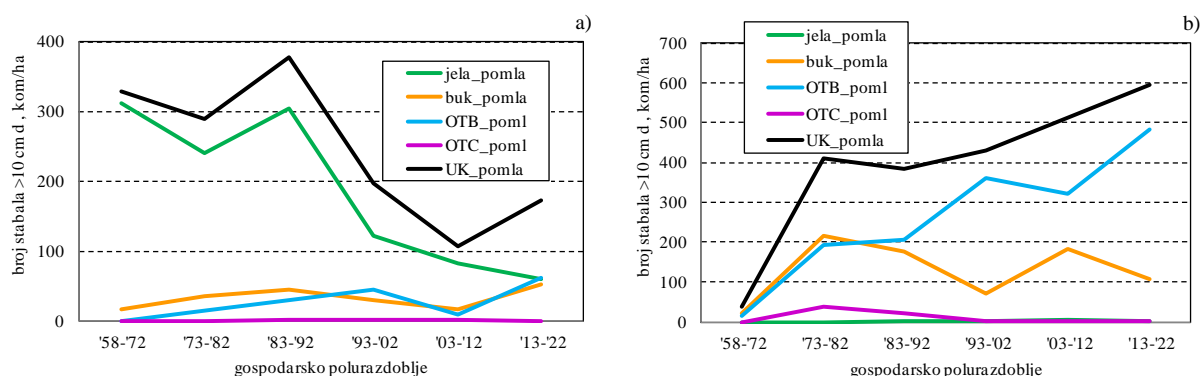 a)
broj stabala >10 cm d , kom/ha
400
300
200
100
0
jela_pomla
buk_pomla
OTB_poml
OTC_poml
UK_pomla
'58-'72
'73-'82
'83-'92
'93-'02
'03-'12
'13-'22
gospodarsko polurazdoblje
b)
broj stabala >10 cm d , kom/ha
700
600
500
400
300
200
100
0
jela_pomla
buk_pomla
OTB_pomla
OTC_poml
UK_pomla
'58-'72
'73-'82
'83-'92
'93-'02
'03-'12
'13-'22
gospodarsko polurazdoblje